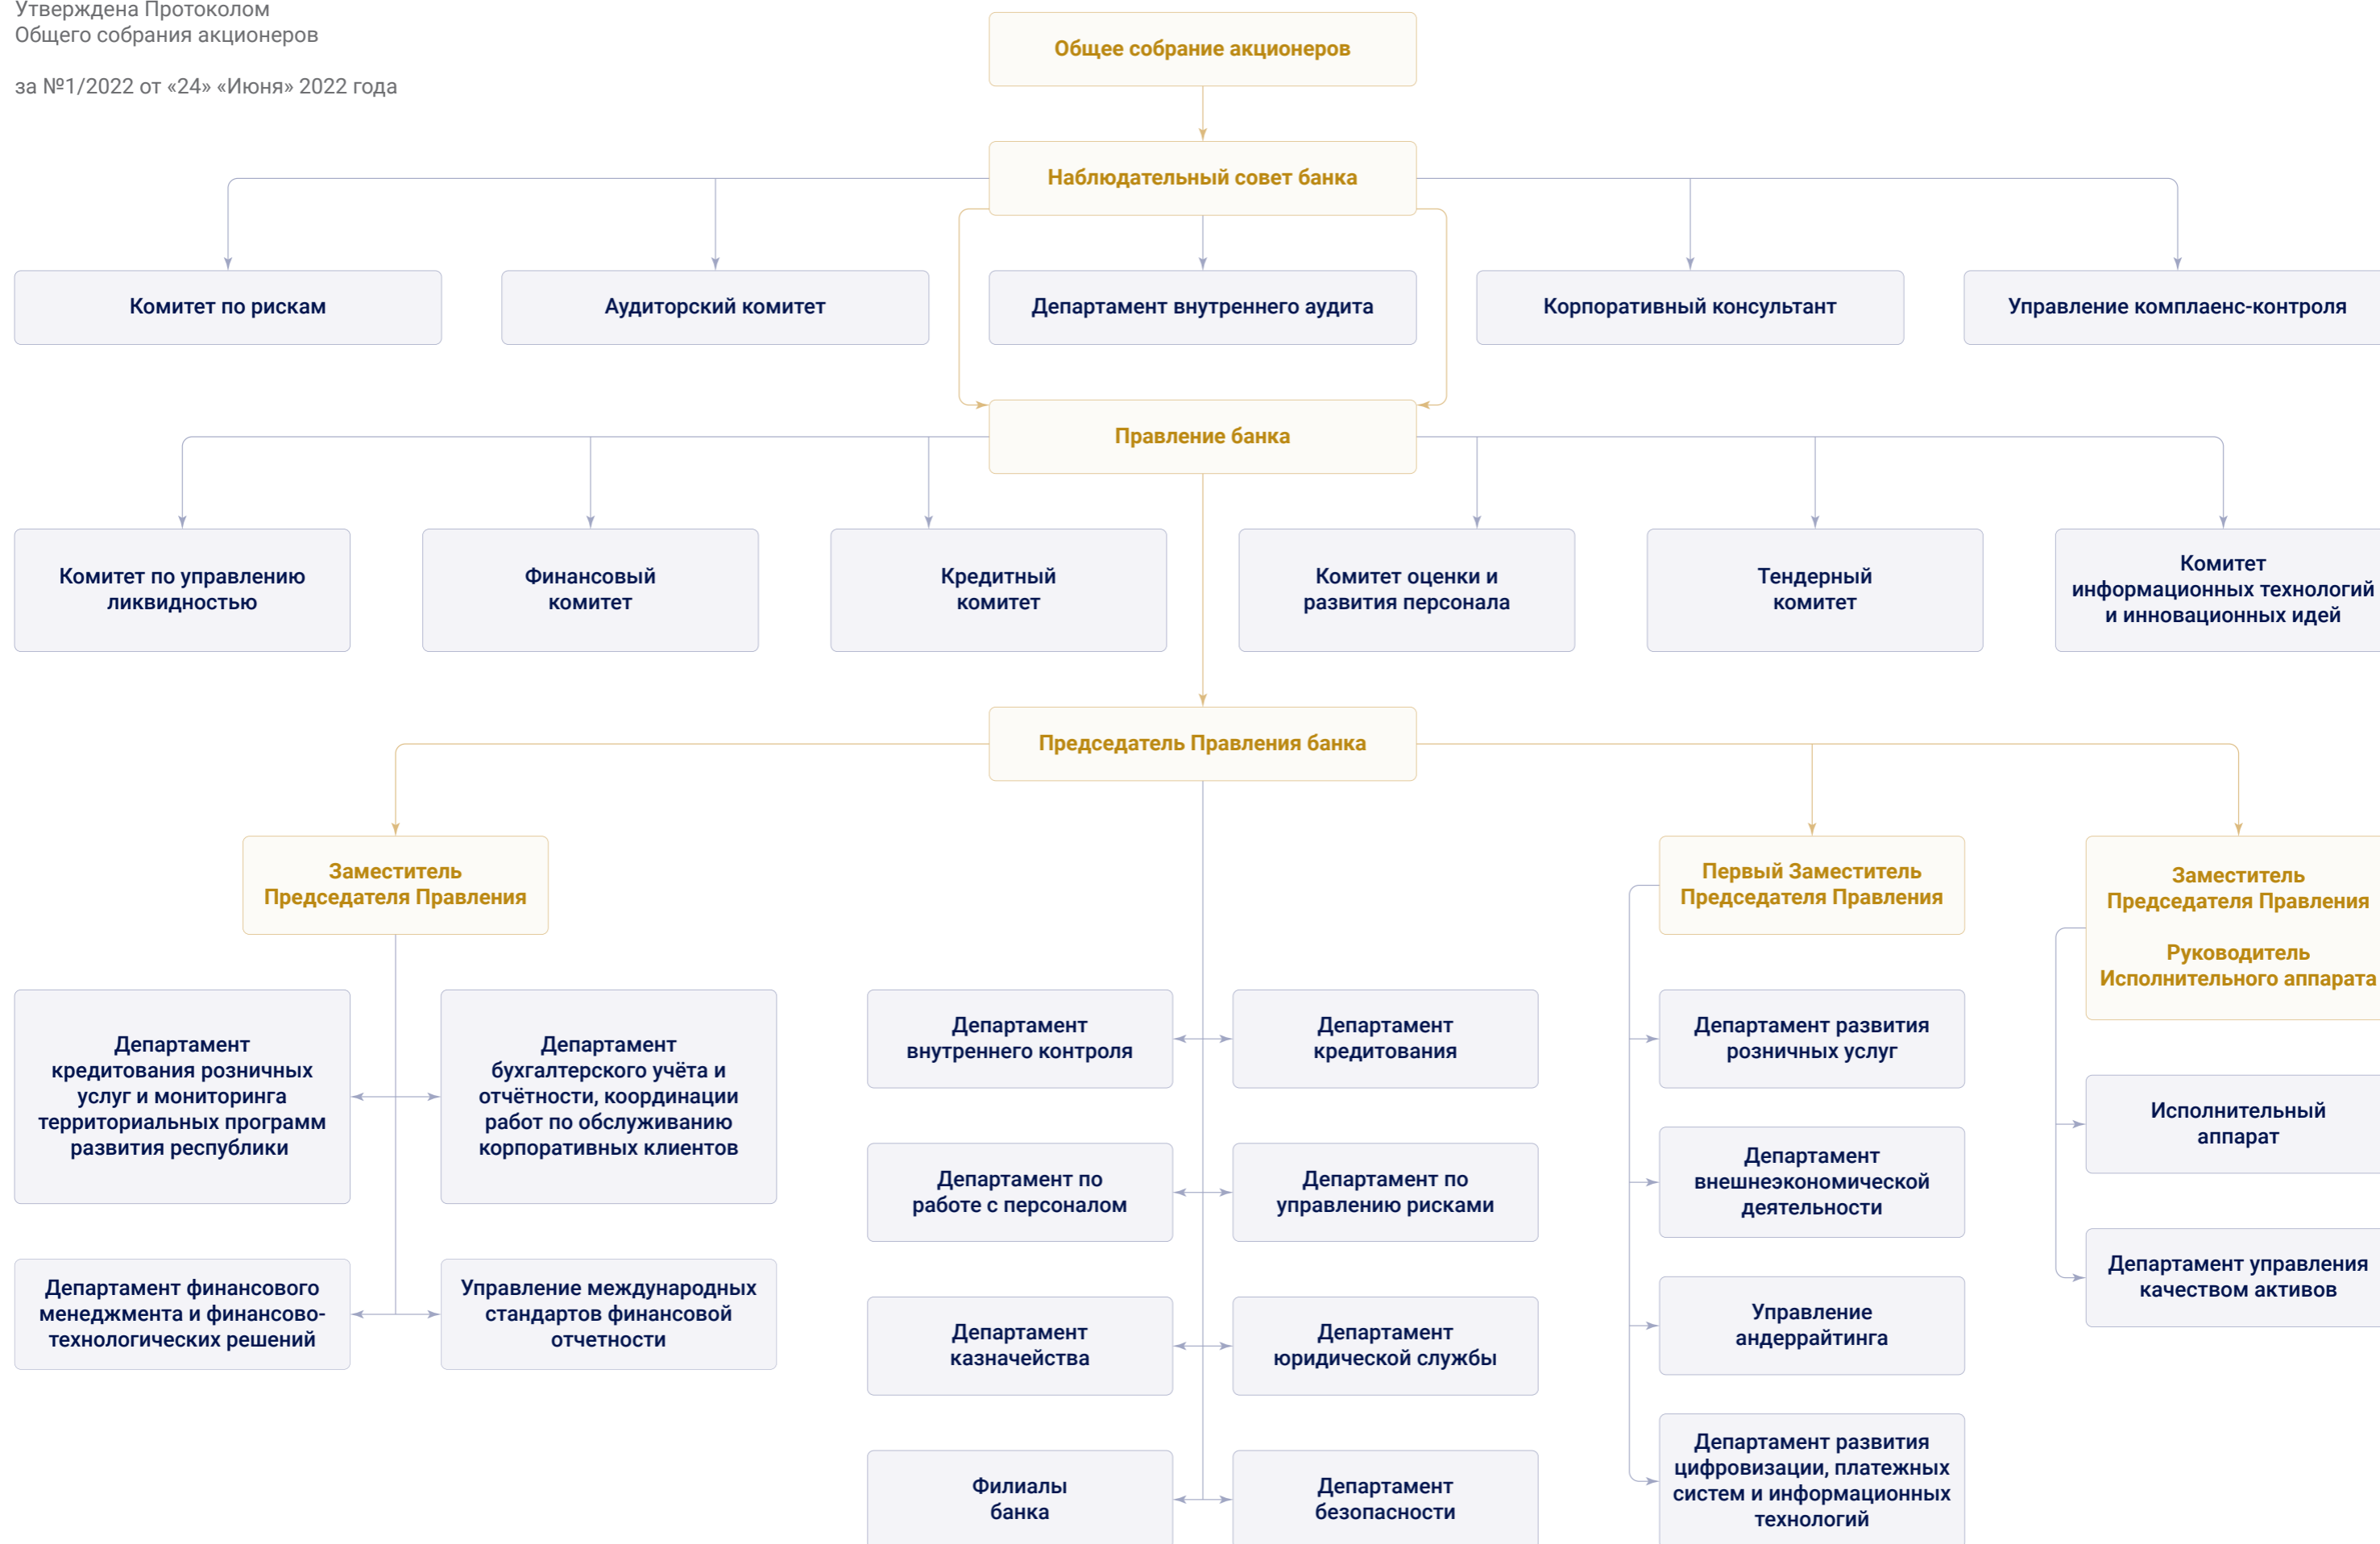 Утверждена Протоколом
Общего собрания акционеров
за №1/2022 от «24» «Июня» 2022 года
Общее собрание акционеров
Наблюдательный совет банка
Комитет по рискам
Аудиторский комитет
Департамент внутреннего аудита
Корпоративный консультант
Управление комплаенс-контроля
Правление банка
Комитет по управлению
ликвидностью
Финансовый
комитет
Кредитный
комитет
Комитет оценки и
развития персонала
Тендерный
комитет
Комитет
информационных технологий
и инновационных идей
Председатель Правления банка
Заместитель
Председателя Правления
Первый Заместитель
Председателя Правления
Заместитель
Председателя Правления
Руководитель
Исполнительного аппарата
Департамент
кредитования розничных
услуг и мониторинга
территориальных программ
развития республики
Департамент
бухгалтерского учёта и
отчётности, координации
работ по обслуживанию
корпоративных клиентов
Департамент финансового
менеджмента и финансово-
технологических решений
Управление международных
стандартов финансовой
отчетности
Департамент
внутреннего контроля
Департамент
кредитования
Департамент по
работе с персоналом
Департамент по
управлению рисками
Департамент
казначейства
Департамент
юридической службы
Филиалы
банка
Департамент
безопасности
Департамент развития
розничных услуг
Департамент
внешнеэкономической
деятельности
Управление
андеррайтинга
Департамент развития
цифровизации, платежных
систем и информационных
технологий
Исполнительный
аппарат
Департамент управления
качеством активов